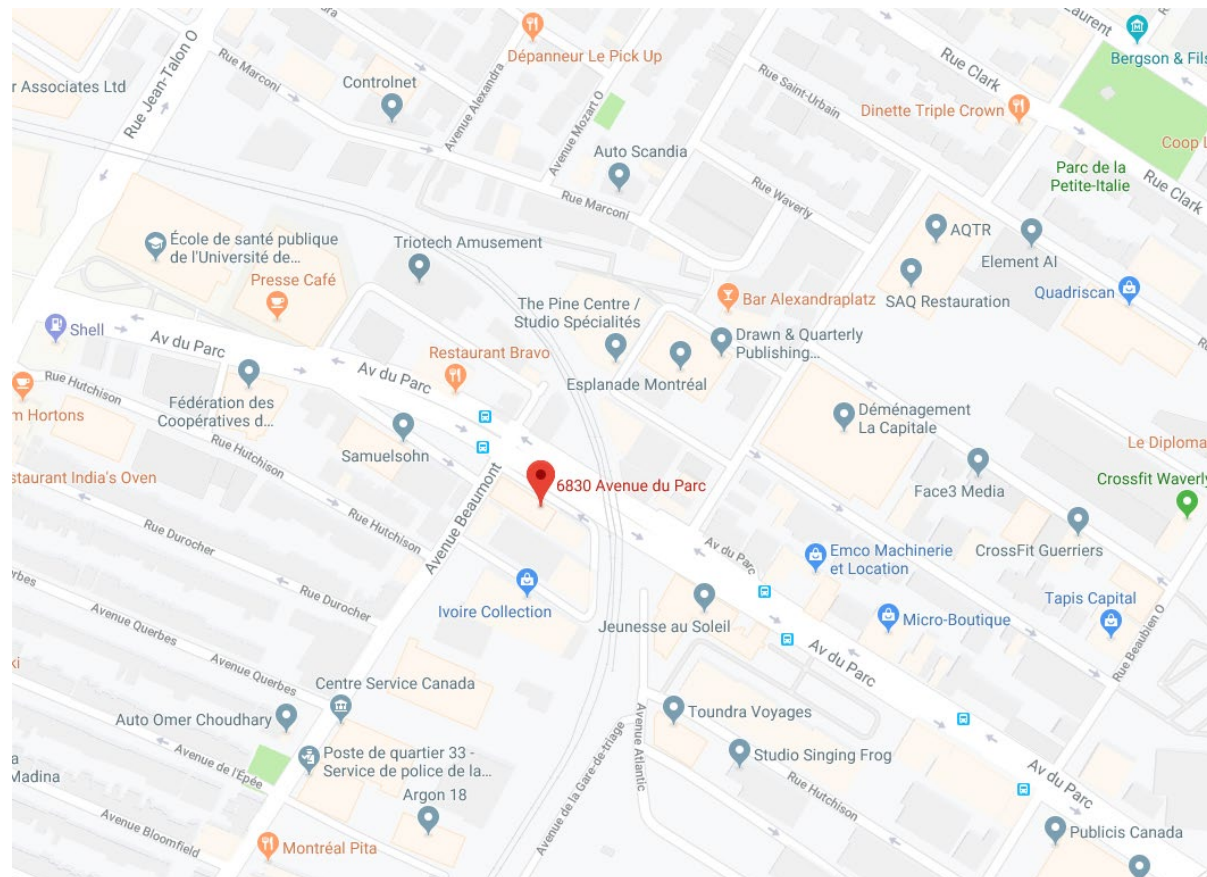 Laurent
Bergson & Fils
Dépanneur Le Pick Up
Rue Jean-Talon O
Rue Marconi
Controlnet
Avenue Alexandra
Avenue Mozart O
Rue Saint-Urbain
Rue Clark
Dinette Triple Crown
r Associates Ltd
Coop L
Auto Scandia
Parc de la
Petite-Italie
Rue Clark
Rue Marconi
Rue Waverly
École de santé publique
de l'Université de...
Triotech Amusement
AQTR
Element AI
Presse Café
The Pine Centre /
Studio Spécialités
Bar Alexandraplatz
SAQ Restauration
Quadriscan
Shell
Av du Parc
Av du Parc
Restaurant Bravo
Drawn & Quarterly
Publishing...
Rue
Esplanade Montréal
Rue Hutchison
m Hortons
Fédération des
Coopératives d...
Déménagement
La Capitale
Rue Hutchison
Samuelsohn
Le Diploma
staurant India's Oven
6830 Avenue du Parc
Face3 Media
Crossfit Waverly
Avenue Beaumont
Rue Hutchison
Rue Durocher
Av du Parc
Emco Machinerie
et Location
CrossFit Guerriers
Rue Durocher
Ivoire Collection
Jeunesse au Soleil
Micro-Boutique
Tapis Capital
Avenue Querbes
Rue Beaubien O
Av du Parc
ki
Avenue Querbes
Centre Service Canada
Auto Omer Choudhary
Toundra Voyages
Avenue Atlantic
Avenue de la Gare-de-triage
Poste de quartier 33 -
Service de police de la...
Studio Singing Frog
a
Madina
Avenue de l'Épée
Av du Parc
Argon 18
Rue Hutchison
Avenue Bloomfield
Montréal Pita
Publicis Canada